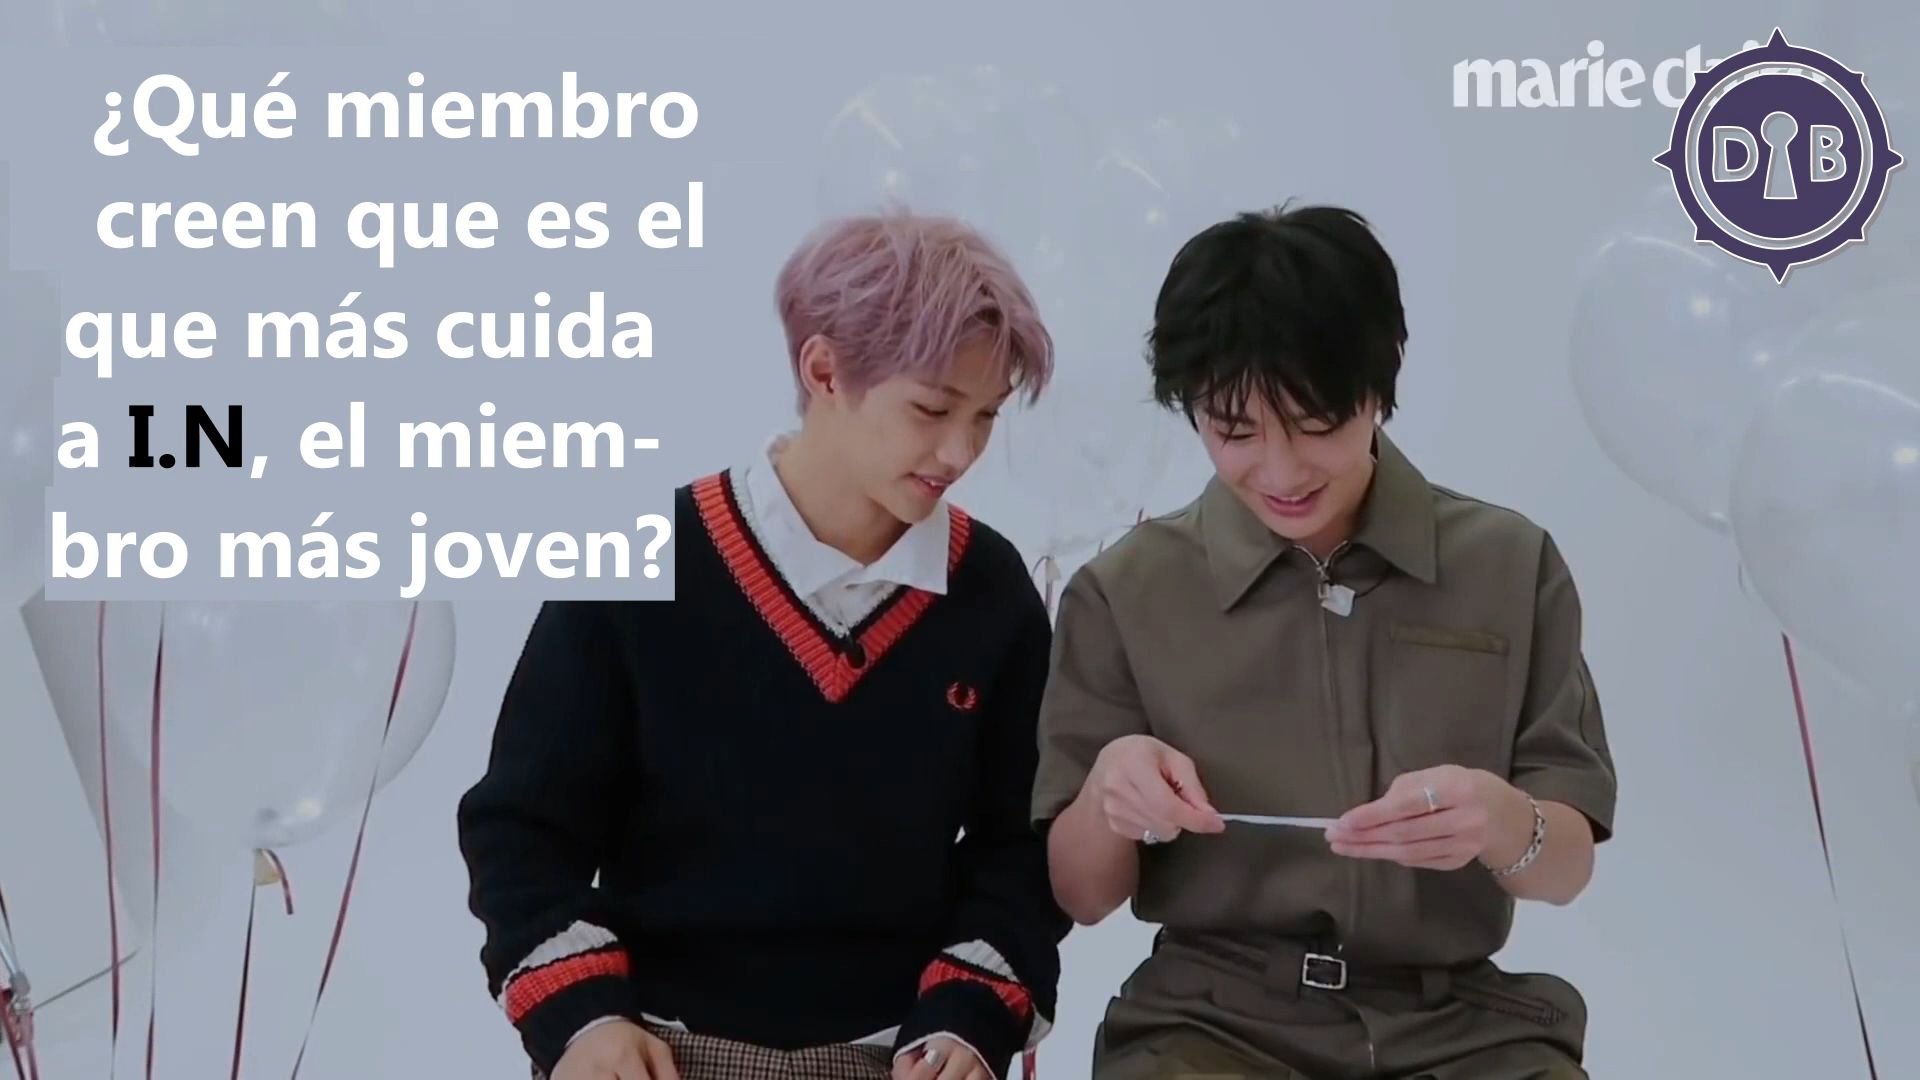 ¿Qué miembro
creen que es el
que más cuida
a I.N, el miem-
bro más joven?
marie
D B